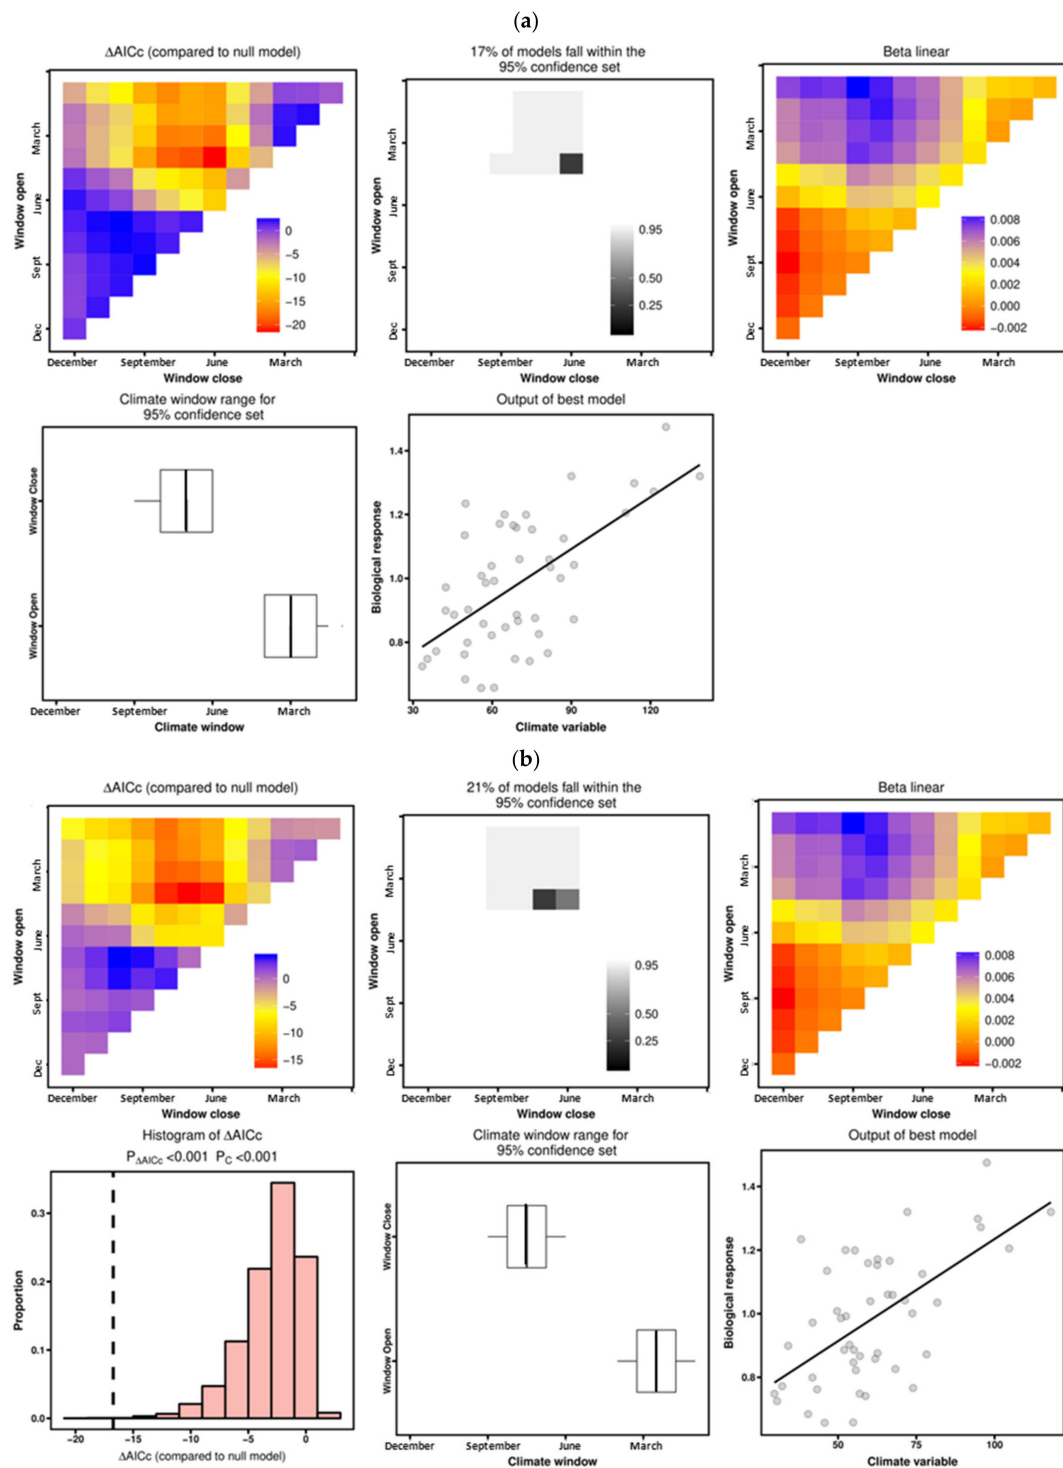 (a)
ΔAICc (compared to null model)
Window open
March
June
Sept
Dec
0
−5
−10
−15
−20
December September June March
Window close
17% of models fall within the
95% confidence set
Window open
March
June
Sept
Dec
0.95
0.50
0.25
December September June March
Window close
Beta linear
Window open
March
June
Sept
Dec
0.008
0.006
0.004
0.002
0.000
−0.002
December September March
Window close
Climate window range for
95% confidence set
Window Close
Window Open
December September June March
Climate window
Output of best model
Biological response
1.4
1.2
1.0
0.8
30 60 90 120
Climate variable
(b)
ΔAICc (compared to null model)
Window open
March
June
Sept
Dec
0
−5
−10
−15
December September June March
Window close
21% of models fall within the
95% confidence set
Window open
March
June
Sept
Dec
0.95
0.50
0.25
December September June March
Window close
Beta linear
Window open
March
June
Sept
Dec
0.008
0.006
0.004
0.002
0.000
−0.002
December September March
Window close
Histogram of ΔAICc
PΔAICc <0.001 PC <0.001
Proportion
0.3
0.2
0.1
0.0
−20 −15 −10 −5 0
ΔAICc (compared to null model)
Climate window range for
95% confidence set
Window Close
Window Open
December September June March
Climate window
Output of best model
Biological response
1.4
1.2
1.0
0.8
50 75 100
Climate variable